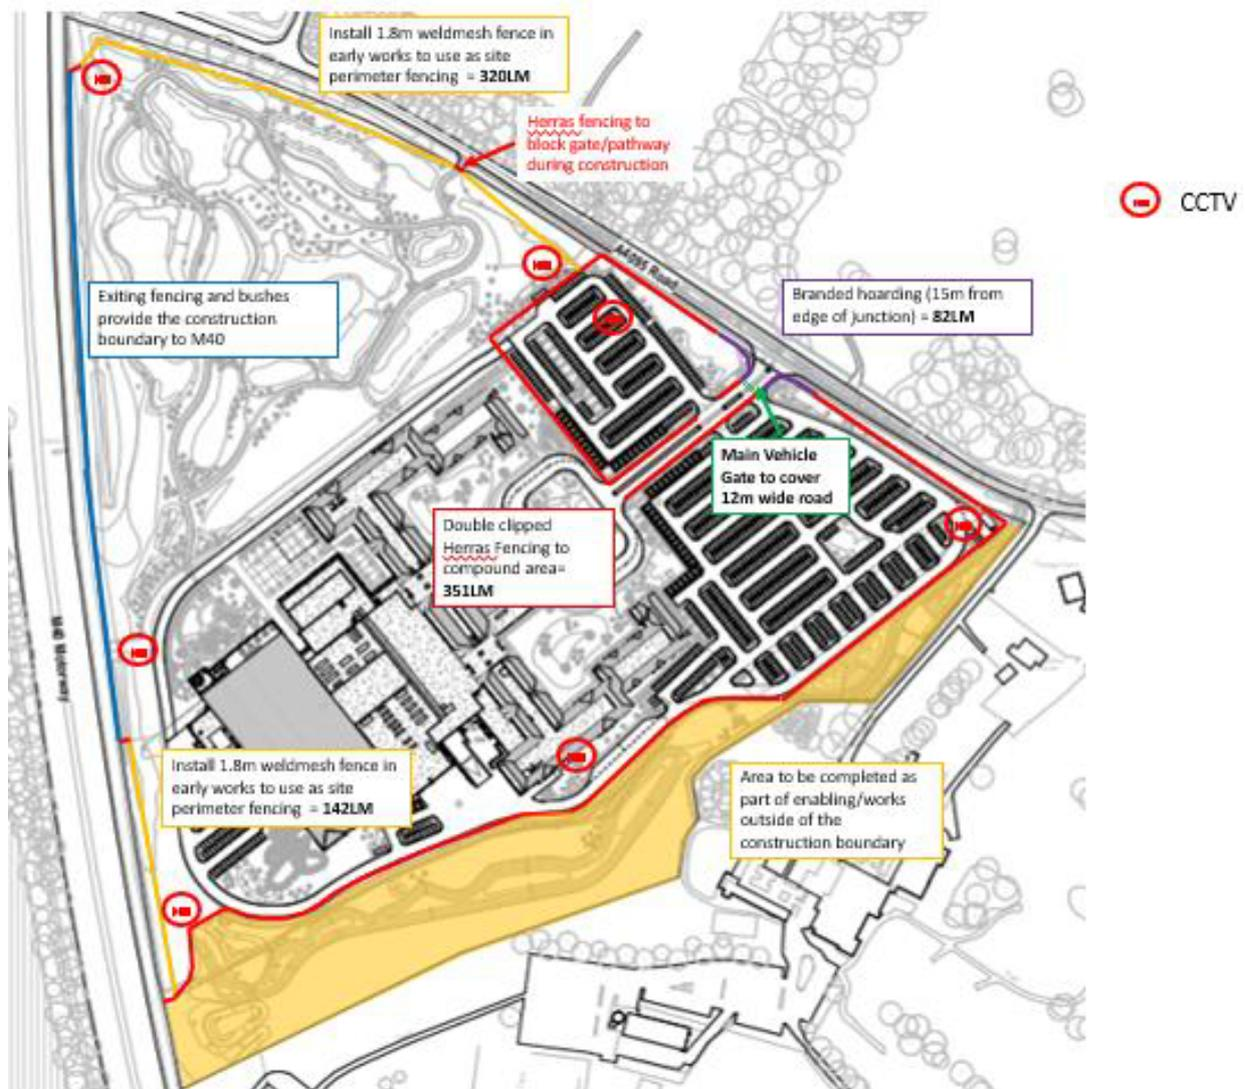 Install 1.8m weldmesh fence in
early works to use as site
perimeter fencing = 320LM
Herras fencing to
block gate/pathway
during construction
CCTV
A4095 Road
Exiting fencing and bushes
provide the construction
boundary to M40
Branded hoarding (15m from
edge of junction) = 82LM
Main Vehicle
Gate to cover
12m wide road
Double clipped
Herras Fencing to
compound area=
351LM
M40 Motorway
Install 1.8m weldmesh fence in
early works to use as site
perimeter fencing = 142LM
Area to be completed as
part of enabling/works
outside of the
construction boundary